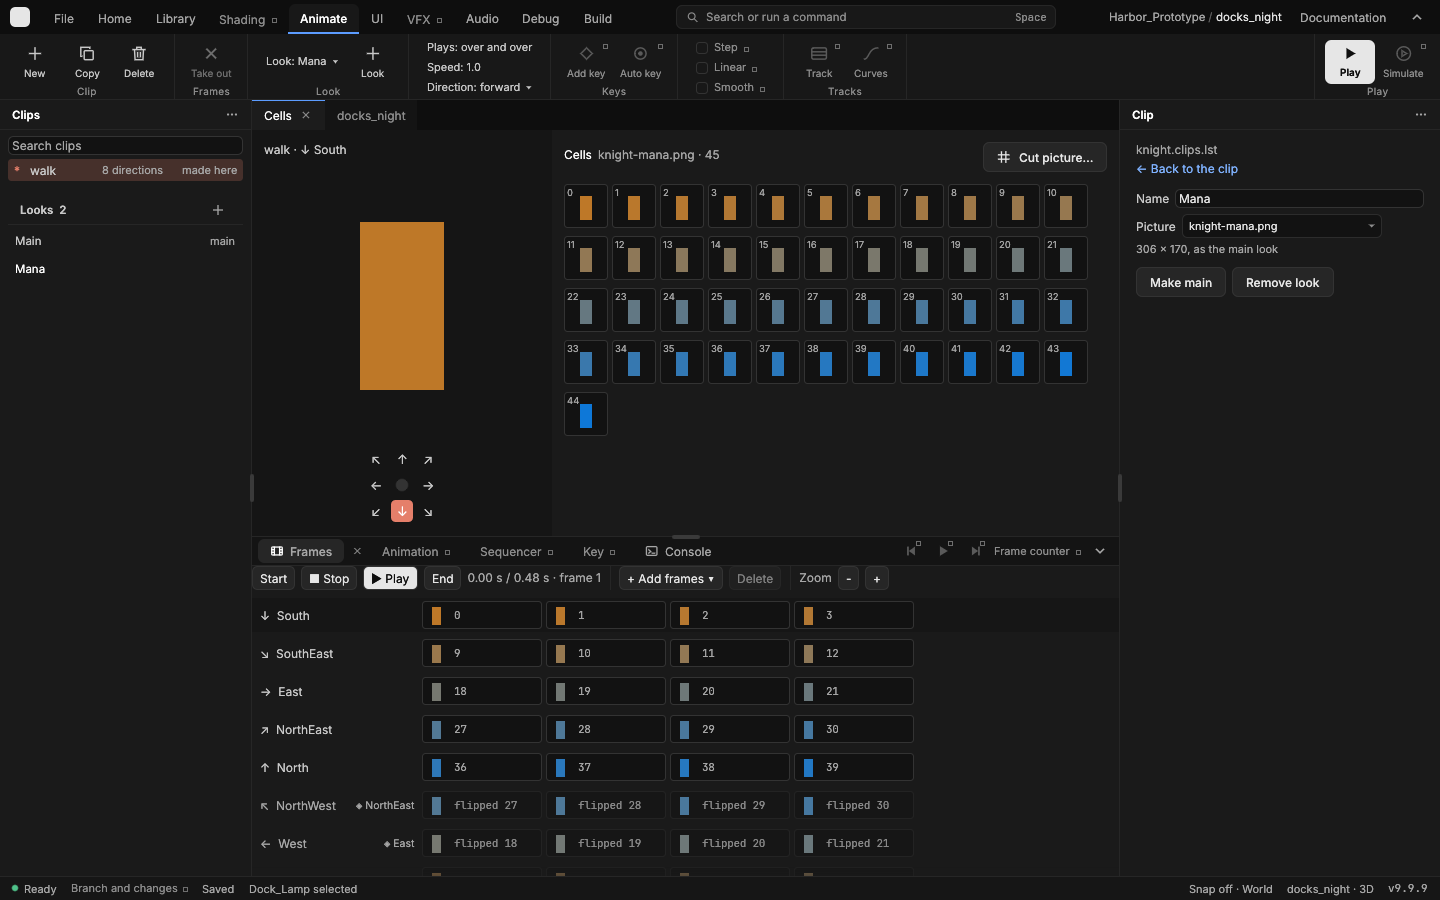 File Home Library Shading Animate UI VFX Audio Debug Build
Search or run a command Space
Harbor_Prototype / docks_night Documentation
New Copy Delete
Clip
Take out
Frames
Look: Mana Look
Look
Plays: over and over
Speed: 1.0
Direction: forward
Add key Auto key
Keys
Step
Linear
Smooth
Track Curves
Tracks
Play Simulate
Play
Clips
Search clips
* walk 8 directions made here
Looks 2
Main main
Mana
Cells docks_night
walk · ↓ South
Cells knight-mana.png · 45
Cut picture...
0 1 2 3 4 5 6 7 8 9 10
11 12 13 14 15 16 17 18 19 20 21
22 23 24 25 26 27 28 29 30 31 32
33 34 35 36 37 38 39 40 41 42 43
44
Clip
knight.clips.lst
← Back to the clip
Name Mana
Picture knight-mana.png
306 × 170, as the main look
Make main Remove look
Frames Animation Sequencer Key Console
Frame counter
Start Stop Play End 0.00 s / 0.48 s · frame 1 + Add frames Delete Zoom - +
↓ South 0 1 2 3
↘ SouthEast 9 10 11 12
→ East 18 19 20 21
↗ NorthEast 27 28 29 30
↑ North 36 37 38 39
↖ NorthWest ◆ NorthEast flipped 27 flipped 28 flipped 29 flipped 30
← West ◆ East flipped 18 flipped 19 flipped 20 flipped 21
Ready Branch and changes Saved Dock_Lamp selected
Snap off · World docks_night · 3D v9.9.9